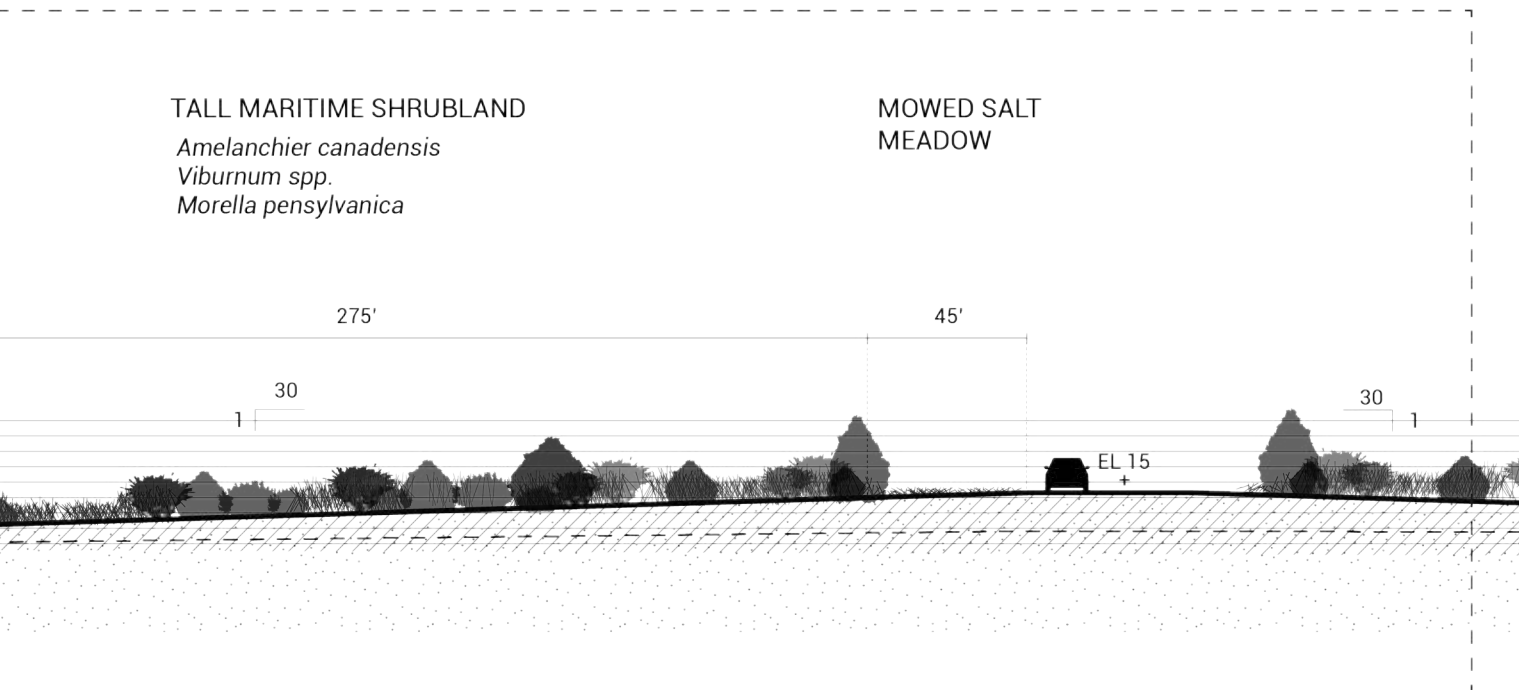 TALL MARITIME SHRUBLAND
Amelanchier canadensis
Viburnum spp.
Morella pensylvanica
MOWED SALT
MEADOW
275'
45'
30
1
30
1
EL 15
+